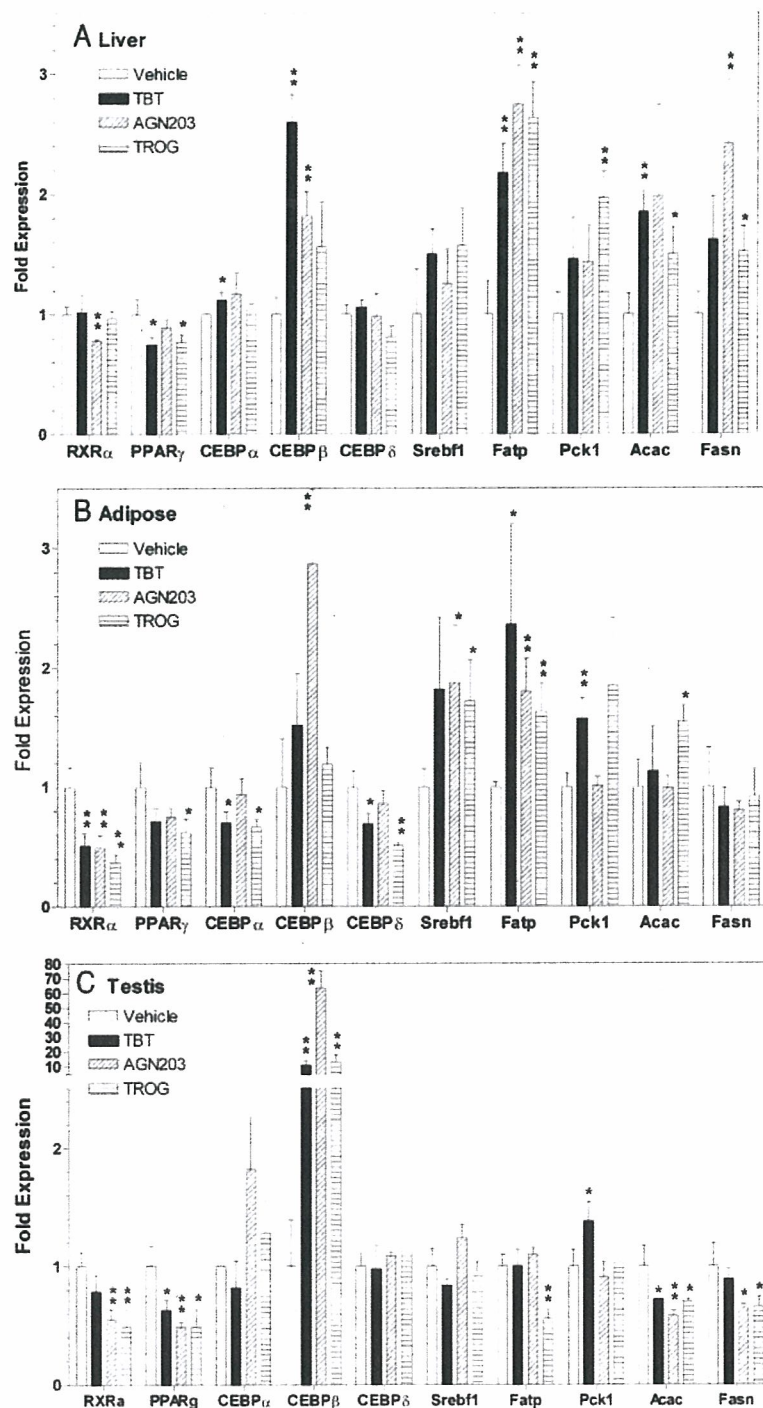 A Liver
Vehicle
TBT
AGN203
TROG
Fold Expression
3
2
1
0
** * * * ** ** ** ** ** ** ** * ** *
RXRα PPARγ CEBPα CEBPβ CEBPδ Srebf1 Fatp Pck1 Acac Fasn
B Adipose
Vehicle
TBT
AGN203
TROG
Fold Expression
3
2
1
0
** ** ** * * * ** * ** * * * ** ** ** *
RXRα PPARγ CEBPα CEBPβ CEBPδ Srebf1 Fatp Pck1 Acac Fasn
C Testis
Vehicle
TBT
AGN203
TROG
Fold Expression
80
70
60
50
40
30
20
10
2
1
0
** ** * ** * ** ** ** ** * * ** * * *
RXRa PPARg CEBPα CEBPβ CEBPδ Srebf1 Fatp Pck1 Acac Fasn